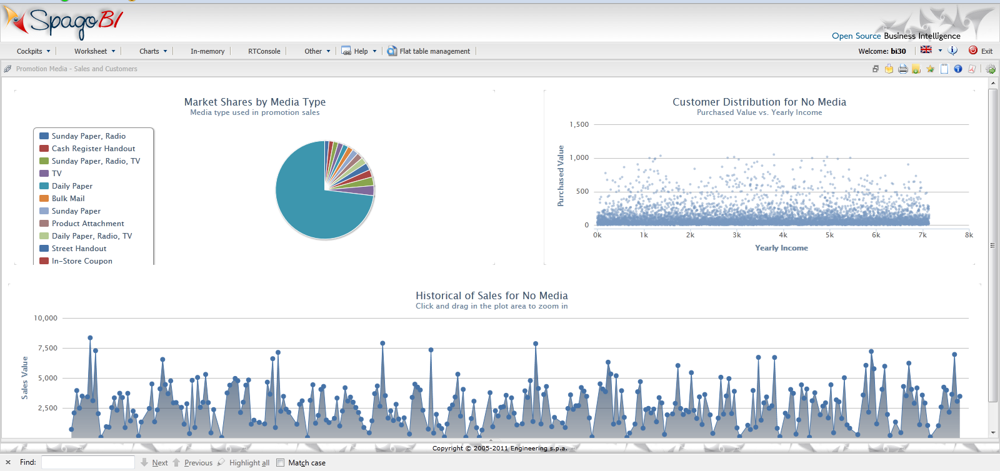 SpagoBI
Open Source Business Intelligence
Cockpits Worksheet Charts In-memory RTConsole Other Help Flat table management Welcome: bi30 Exit
Promotion Media - Sales and Customers
Market Shares by Media Type
Media type used in promotion sales
Sunday Paper, Radio
Cash Register Handout
Sunday Paper, Radio, TV
TV
Daily Paper
Bulk Mail
Sunday Paper
Product Attachment
Daily Paper, Radio, TV
Street Handout
In-Store Coupon
Customer Distribution for No Media
Purchased Value vs. Yearly Income
1,500
1,000
500
0
Purchased Value
0k 1k 2k 3k 4k 5k 6k 7k 8k
Yearly Income
Historical of Sales for No Media
Click and drag in the plot area to zoom in
10,000
7,500
5,000
2,500
Sales Value
Copyright © 2005-2011 Engineering s.p.a.
Find: Next Previous Highlight all Match case